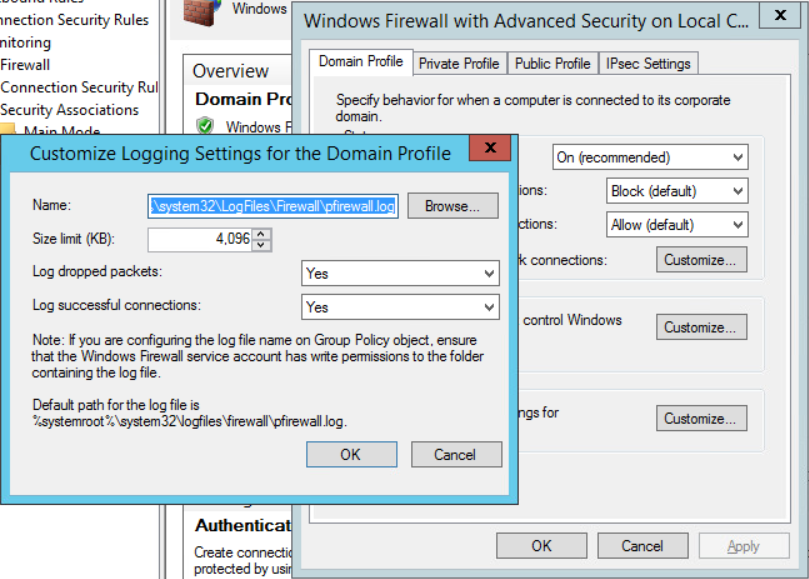 nnection Security Rules
nitoring
Firewall
Connection Security Rul
Security Associations
Main Mode
Windows
Overview
Domain Pro
Windows F
Authenticat
Create connectio
protected by usin
Windows Firewall with Advanced Security on Local C...
x
Domain Profile
Private Profile
Public Profile
IPsec Settings
Specify behavior for when a computer is connected to its corporate
domain.
On (recommended)
ions:
Block (default)
ctions:
Allow (default)
k connections:
Customize...
control Windows
Customize...
ngs for
Customize...
OK
Cancel
Apply
Customize Logging Settings for the Domain Profile
x
Name:
\system32\LogFiles\Firewall\pfirewall.log
Browse...
Size limit (KB):
4,096
Log dropped packets:
Yes
Log successful connections:
Yes
Note: If you are configuring the log file name on Group Policy object, ensure
that the Windows Firewall service account has write permissions to the folder
containing the log file.
Default path for the log file is
%systemroot%\system32\logfiles\firewall\pfirewall.log.
OK
Cancel